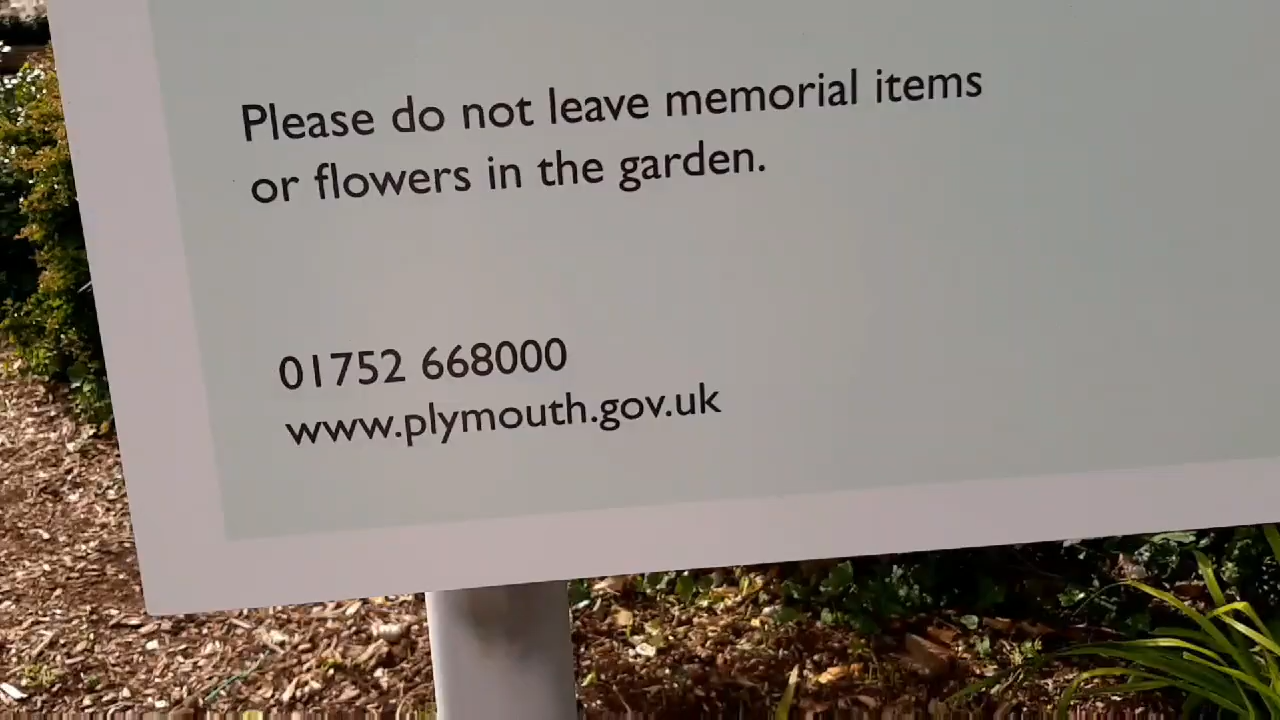 Please do not leave memorial items
or flowers in the garden.
01752 668000
www.plymouth.gov.uk